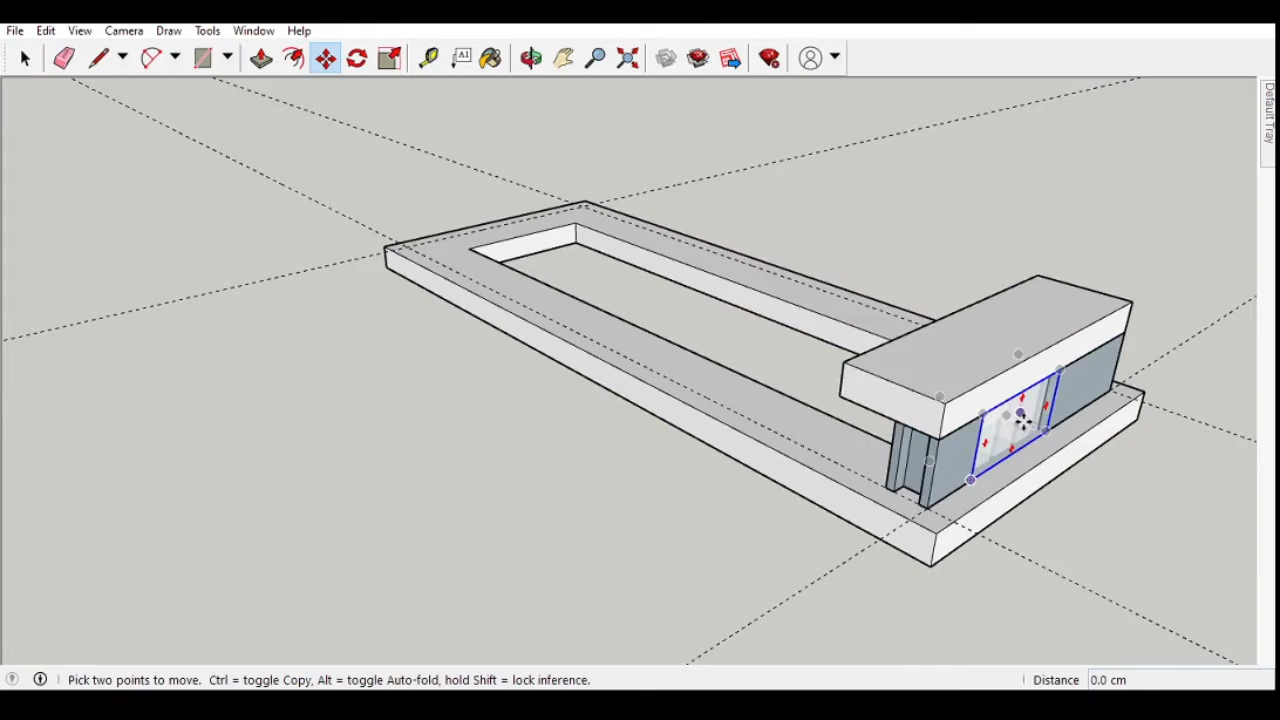 File Edit View Camera Draw Tools Window Help
A1
Default Tray
Pick two points to move. Ctrl = toggle Copy, Alt = toggle Auto-fold, hold Shift = lock inference. Distance 0.0 cm